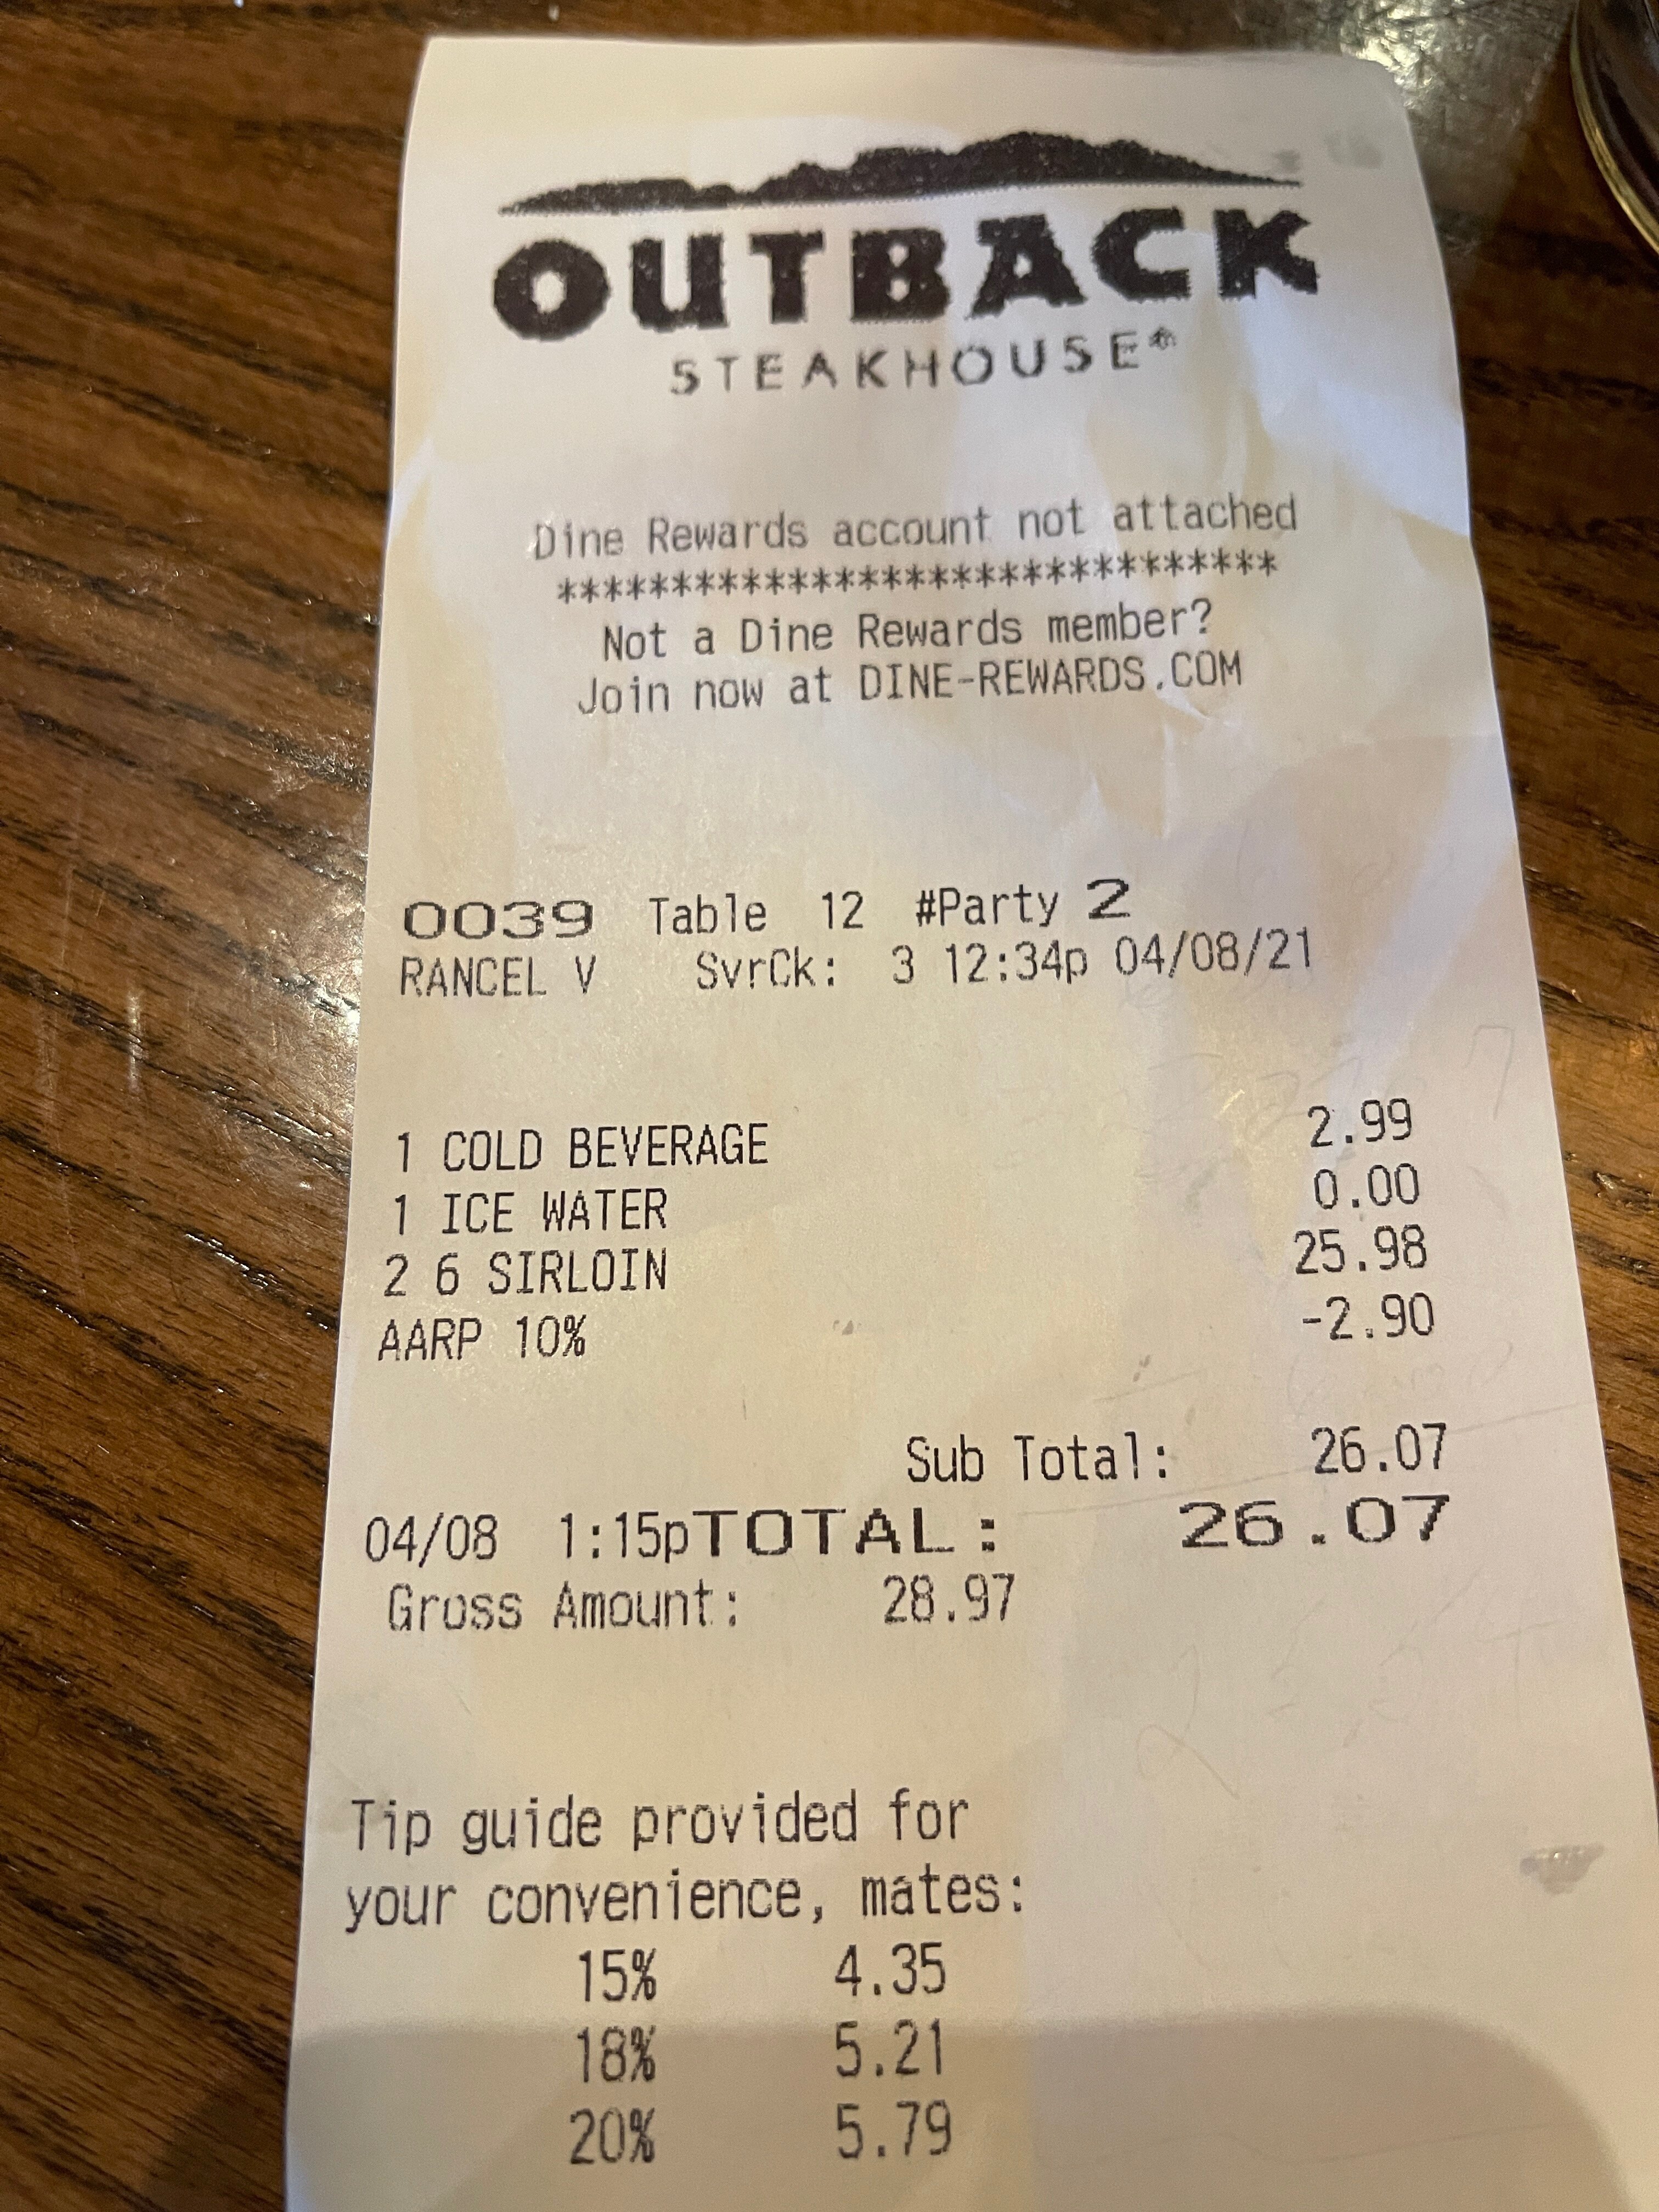 OUTBACK
STEAKHOUSE®
Dine Rewards account not attached
*******************************
Not a Dine Rewards member?
Join now at DINE-REWARDS.COM
0039 Table 12 #Party 2
RANCEL V SvrCk: 3 12:34p 04/08/21
1 COLD BEVERAGE 2.99
1 ICE WATER 0.00
2 6 SIRLOIN 25.98
AARP 10% -2.90
Sub Total: 26.07
04/08 1:15pTOTAL: 26.07
Gross Amount: 28.97
Tip guide provided for
your convenience, mates:
15% 4.35
18% 5.21
20% 5.79